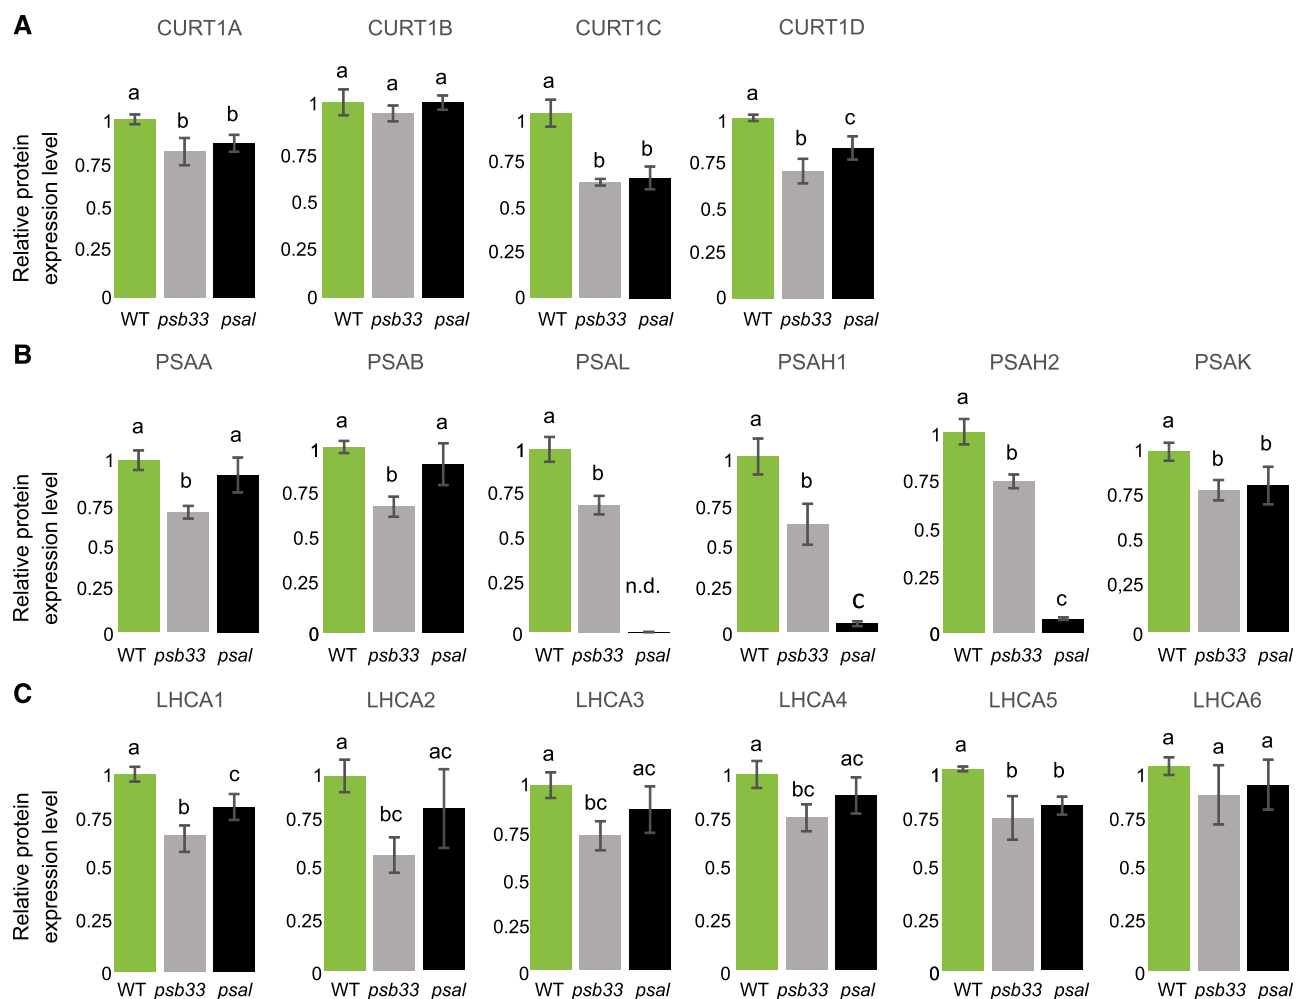 A
CURT1A CURT1B CURT1C CURT1D
a b b a a a a b b a b c
Relative protein
expression level
1 0.75 0.5 0.25 0
1 0.75 0.5 0.25 0
1 0.75 0.5 0.25 0
1 0.75 0.5 0.25 0
WT psb33 psal WT psb33 psal WT psb33 psal WT psb33 psal
B
PSAA PSAB PSAL PSAH1 PSAH2 PSAK
a b a a b a a b n.d. a b c a b c a b b
Relative protein
expression level
1 0.75 0.5 0.25 0
1 0.75 0.5 0.25 0
1 0.75 0.5 0.25 0
1 0.75 0.5 0.25 0
1 0.75 0.5 0.25 0
1 0.75 0.5 0,25 0
WT psb33 psal WT psb33 psal WT psb33 psal WT psb33 psal WT psb33 psal WT psb33 psal
C
LHCA1 LHCA2 LHCA3 LHCA4 LHCA5 LHCA6
a b c a bc ac a bc ac a bc ac a b b a a a
Relative protein
expression level
1 0.75 0.5 0.25 0
1 0.75 0.5 0.25 0
1 0.75 0.5 0.25 0
1 0.75 0.5 0.25 0
1 0.75 0.5 0.25 0
1 0.75 0.5 0.25 0
WT psb33 psal WT psb33 psal WT psb33 psal WT psb33 psal WT psb33 psal WT psb33 psal